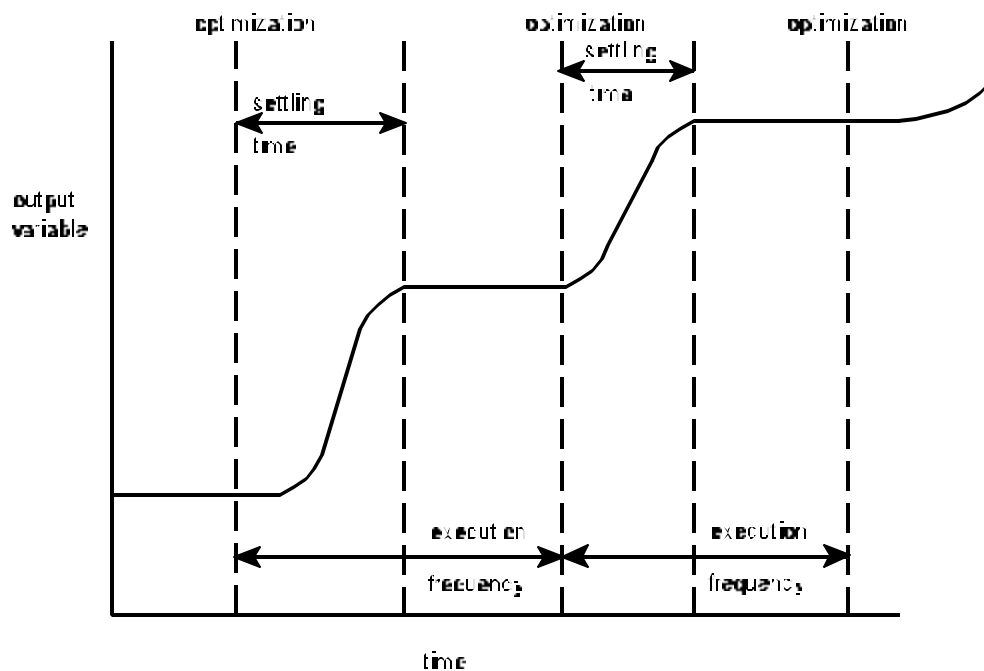 optimization
optimization
optimization
settling
time
settling
time
output
variable
execution
frequency
execution
frequency
time